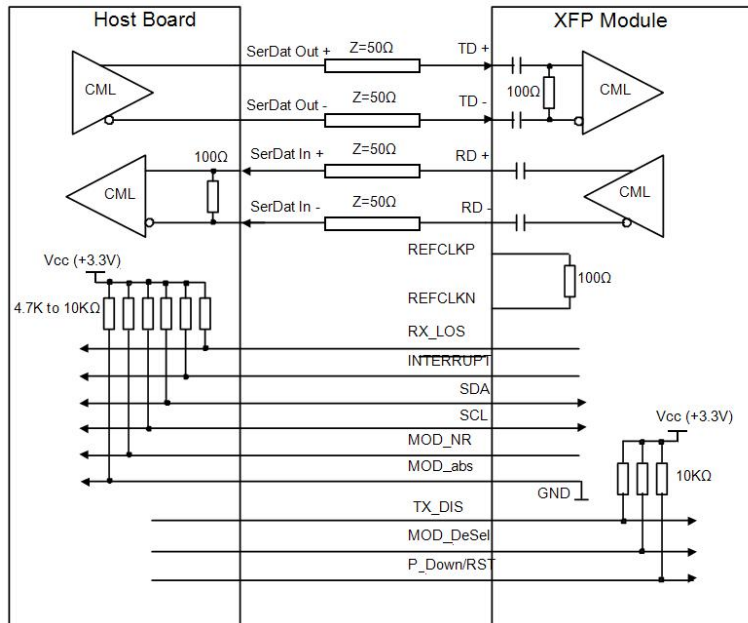 Host Board
XFP Module
SerDat Out +
Z=50Ω
TD +
CML
100Ω
CML
SerDat Out -
Z=50Ω
TD -
100Ω
SerDat In +
Z=50Ω
RD +
CML
CML
SerDat In -
Z=50Ω
RD -
REFCLKP
Vcc (+3.3V)
100Ω
4.7K to 10KΩ
REFCLKN
RX_LOS
INTERRUPT
SDA
SCL
Vcc (+3.3V)
MOD_NR
MOD_abs
10KΩ
GND
TX_DIS
MOD_DeSel
P_Down/RST